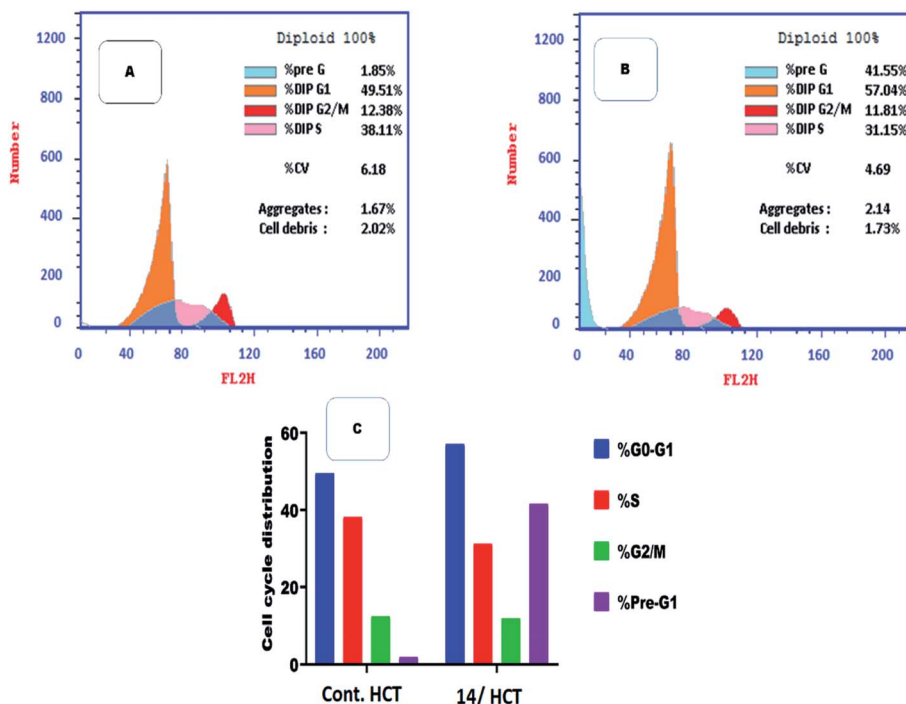 A
Diploid 100%
%pre G 1.85%
%DIP G1 49.51%
%DIP G2/M 12.38%
%DIP S 38.11%
%CV 6.18
Aggregates : 1.67%
Cell debris : 2.02%
Number
1200
800
600
400
200
0
0 40 80 120 160 200
FL2H
B
Diploid 100%
%pre G 41.55%
%DIP G1 57.04%
%DIP G2/M 11.81%
%DIP S 31.15%
%CV 4.69
Aggregates : 2.14
Cell debris : 1.73%
Number
1200
800
600
400
200
0
0 40 80 120 160 200
FL2H
C
Cell cycle distribution
60
40
20
0
Cont. HCT 14/ HCT
%G0-G1
%S
%G2/M
%Pre-G1